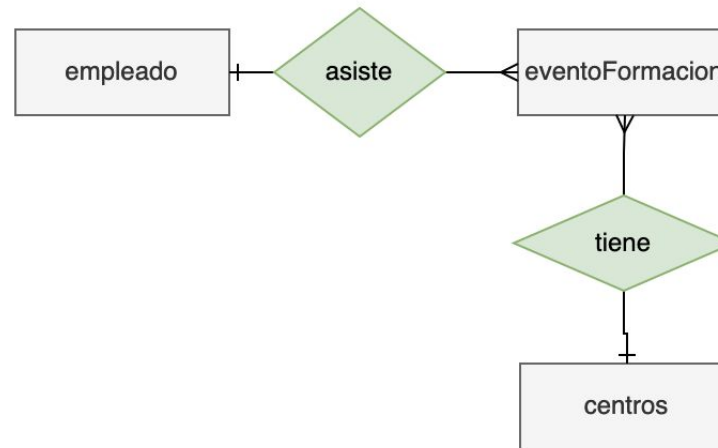 empleado
asiste
eventoFormacion
tiene
centros